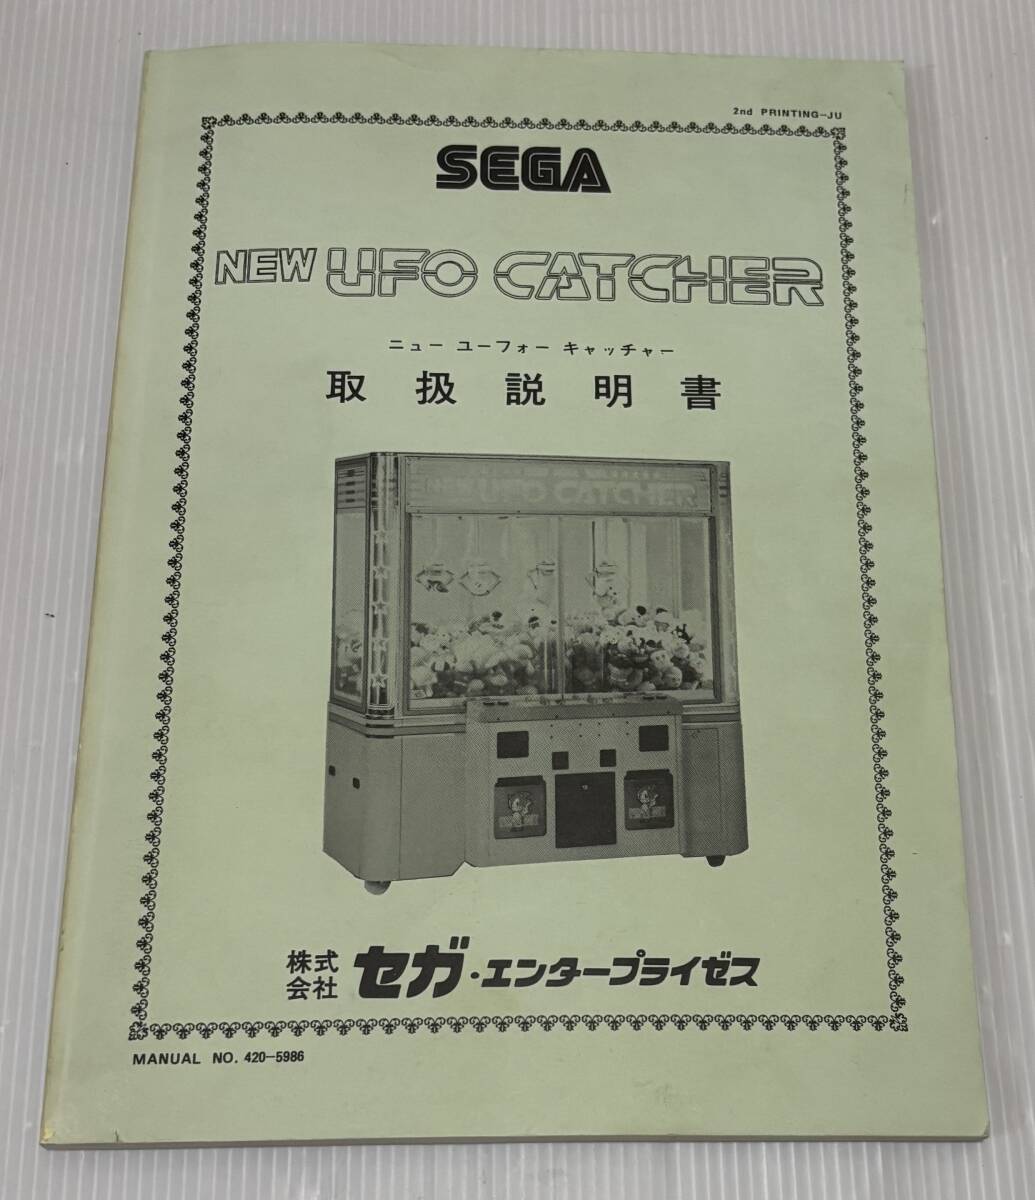 2nd PRINTING-JU
SEGA
NEW UFO CATCHER
ニュー ユーフォー キャッチャー
取扱説明書
NEW UFO CATCHER
株式会社 セガ・エンタープライゼス
MANUAL NO. 420-5986